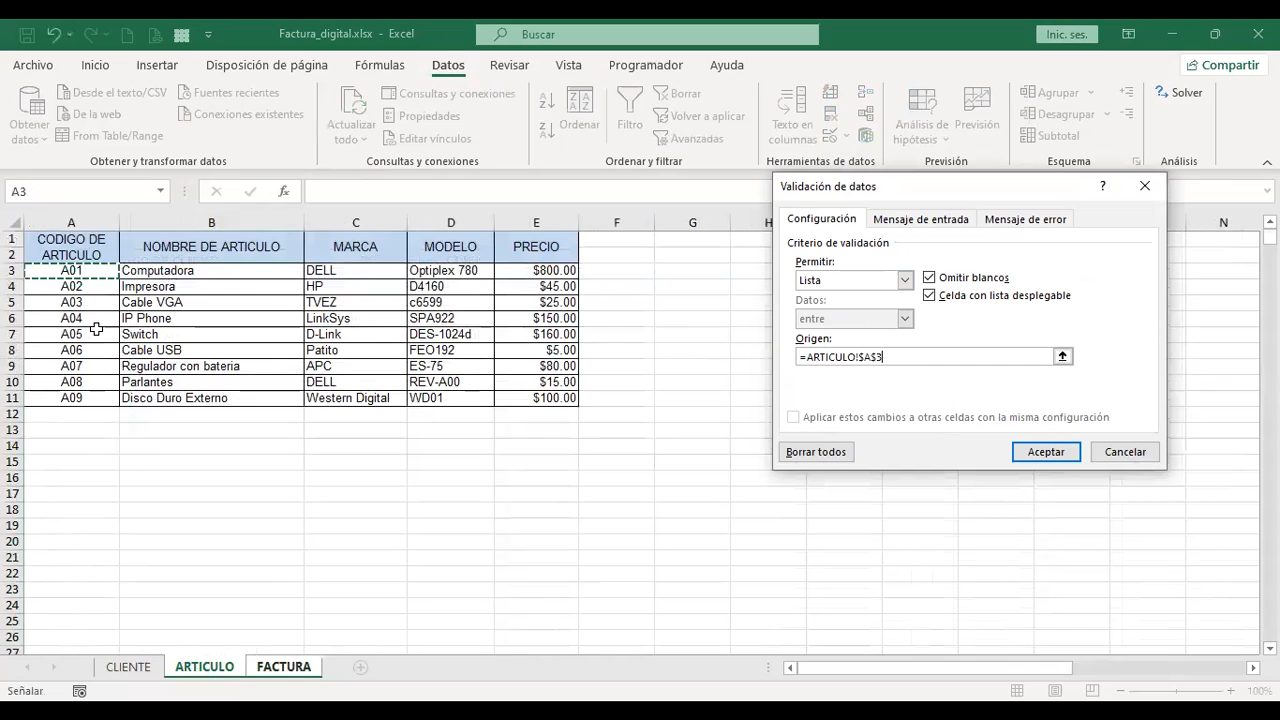 Factura_digital.xlsx - Excel
Buscar
Inic. ses.
Archivo Inicio Insertar Disposición de página Fórmulas Datos Revisar Vista Programador Ayuda
Compartir
Obtener datos
Desde el texto/CSV
De la web
From Table/Range
Fuentes recientes
Conexiones existentes
Obtener y transformar datos
Actualizar todo
Consultas y conexiones
Propiedades
Editar vínculos
Consultas y conexiones
Ordenar
Filtro
Borrar
Volver a aplicar
Avanzadas
Ordenar y filtrar
Texto en columnas
Herramientas de datos
Análisis de hipótesis
Previsión
Previsión
Agrupar
Desagrupar
Subtotal
Esquema
Solver
Análisis
A3
A B C D E F G H N
1 CODIGO DE NOMBRE DE ARTICULO MARCA MODELO PRECIO
2 ARTICULO
3 A01 Computadora DELL Optiplex 780 $800.00
4 A02 Impresora HP D4160 $45.00
5 A03 Cable VGA TVEZ c6599 $25.00
6 A04 IP Phone LinkSys SPA922 $150.00
7 A05 Switch D-Link DES-1024d $160.00
8 A06 Cable USB Patito FEO192 $5.00
9 A07 Regulador con bateria APC ES-75 $80.00
10 A08 Parlantes DELL REV-A00 $15.00
11 A09 Disco Duro Externo Western Digital WD01 $100.00
12
13
14
15
16
17
18
19
20
21
22
23
24
25
26
27
Validación de datos ?
Configuración Mensaje de entrada Mensaje de error
Criterio de validación
Permitir:
Lista
Omitir blancos
Celda con lista desplegable
Datos:
entre
Origen:
=ARTICULO!$A$3
Aplicar estos cambios a otras celdas con la misma configuración
Borrar todos Aceptar Cancelar
CLIENTE ARTICULO FACTURA
Señalar
100%